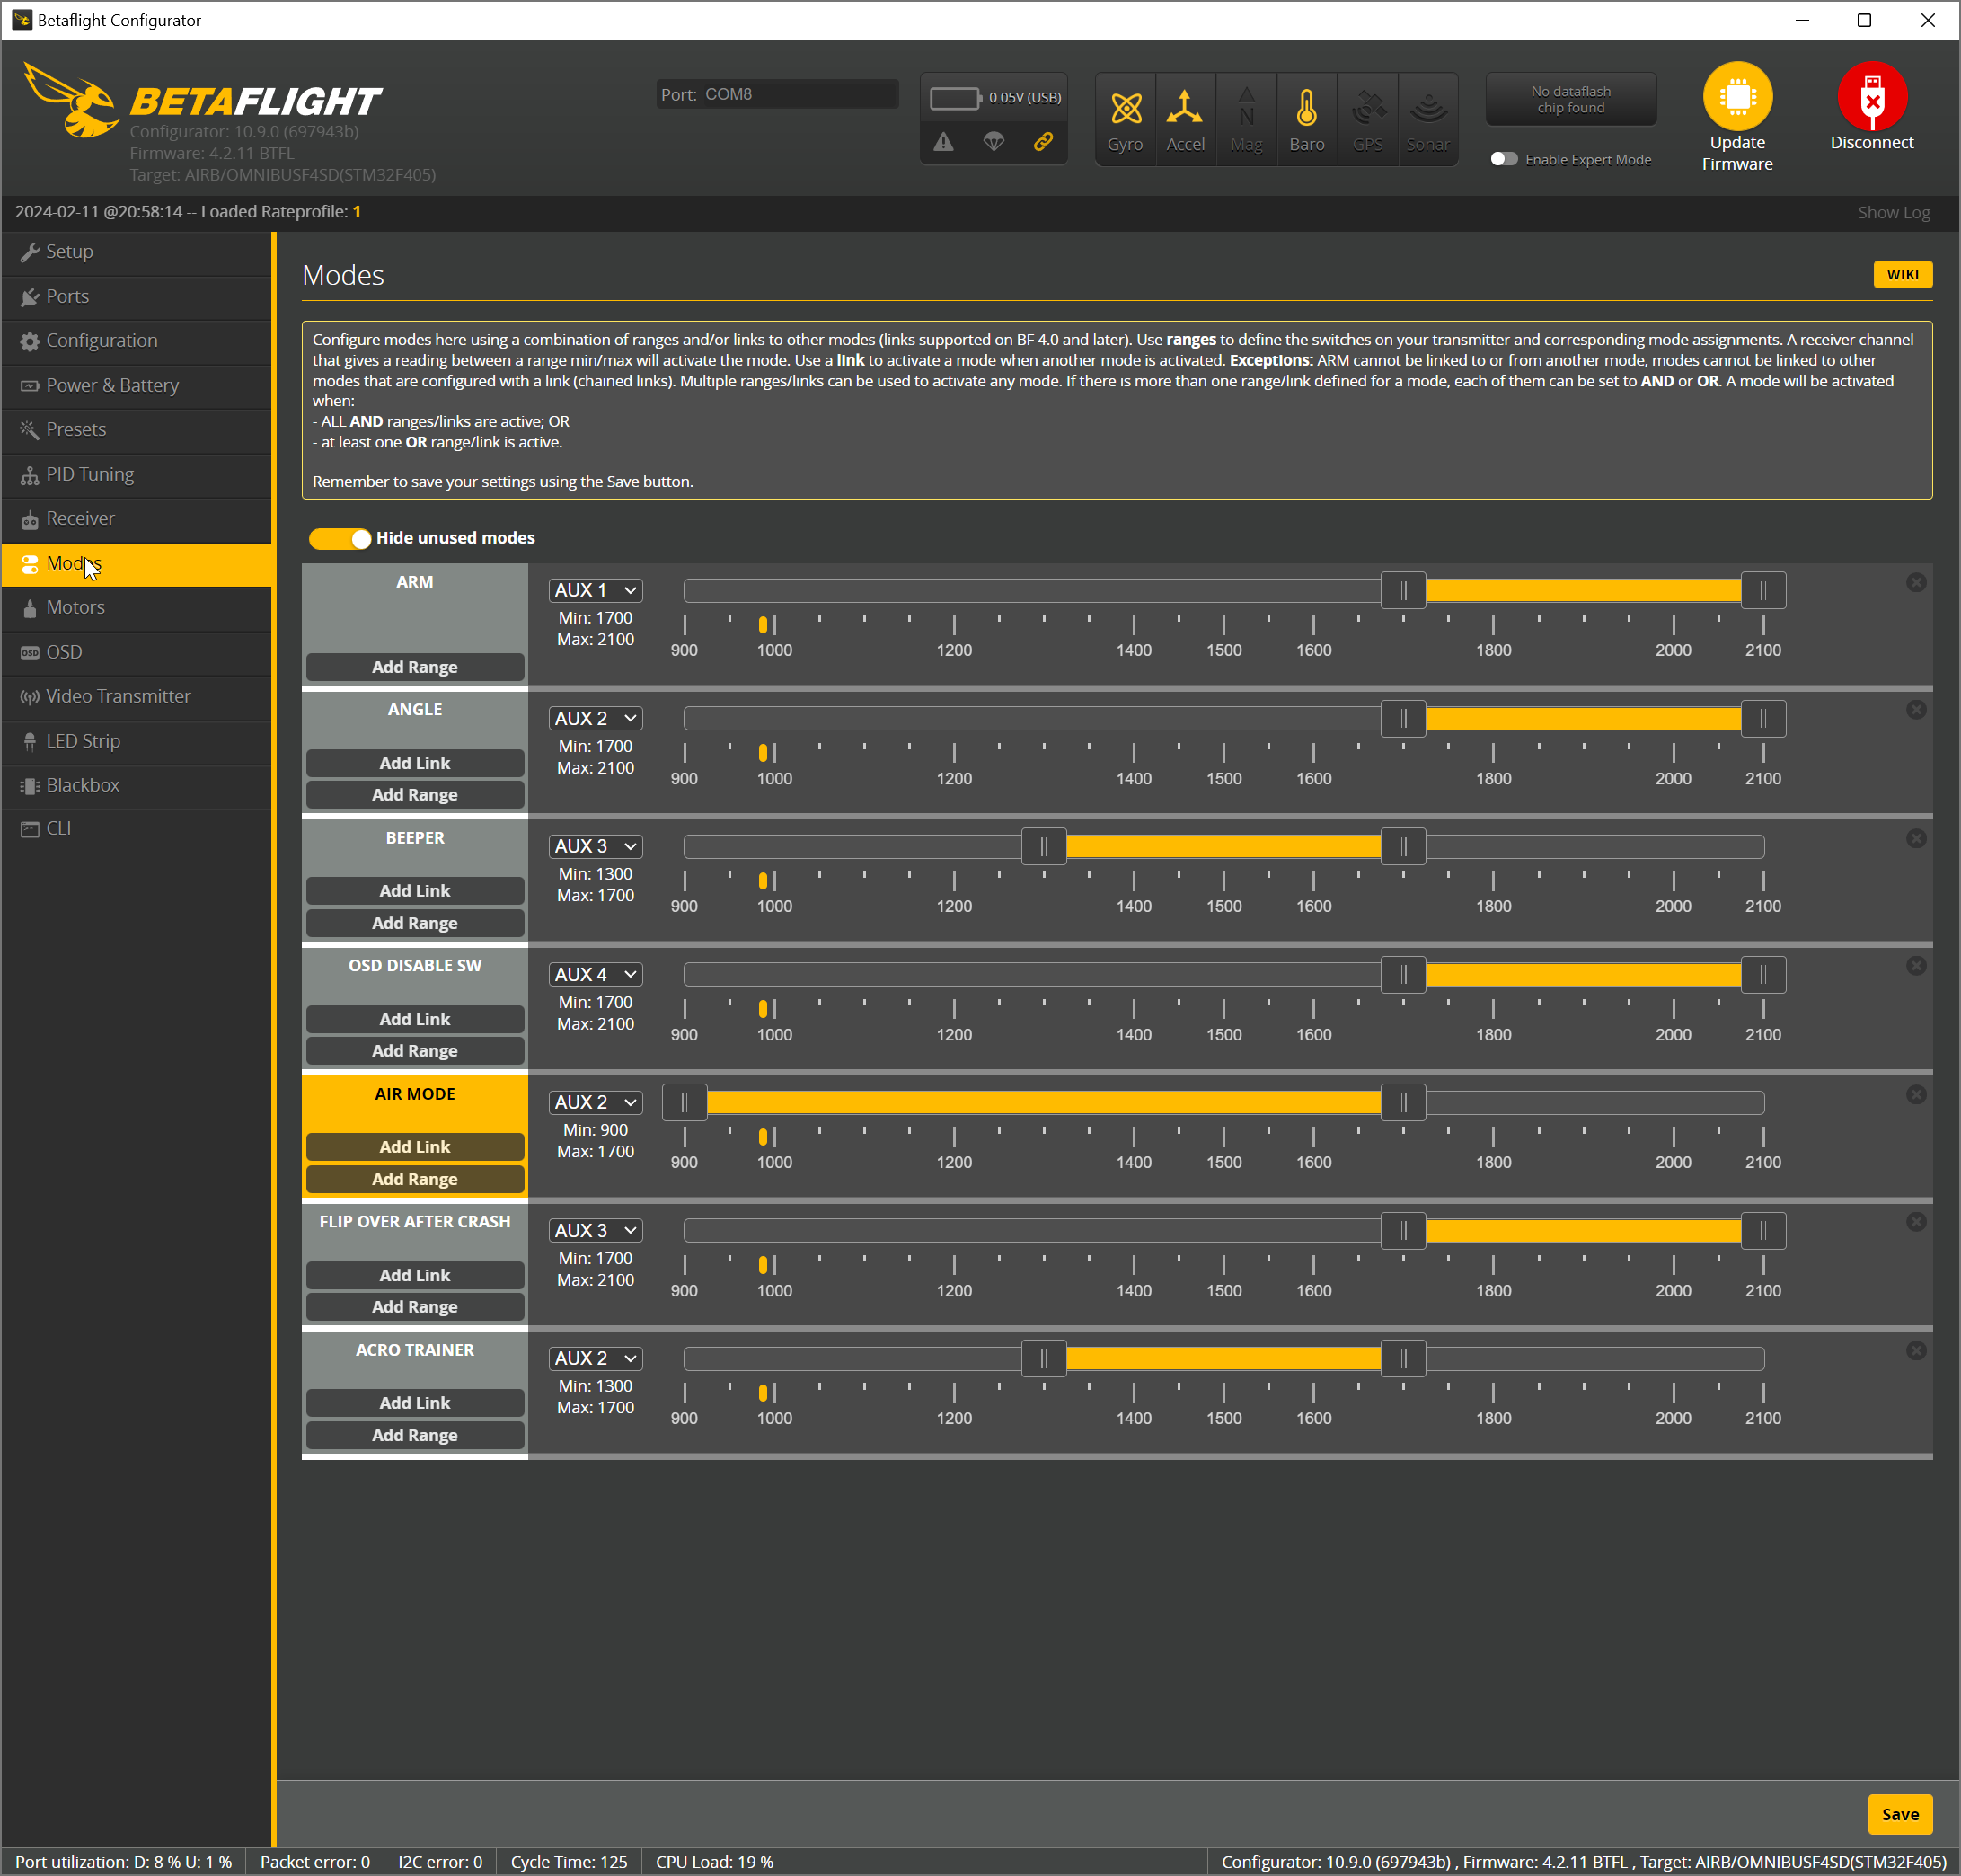 Betaflight Configurator
BETAFLIGHT
Configurator: 10.9.0 (697943b)
Firmware: 4.2.11 BTFL
Target: AIRB/OMNIBUSF4SD(STM32F405)
Port: COM8
0.05V (USB)
Gyro
Accel
N
Mag
Baro
GPS
Sonar
No dataflash
chip found
Enable Expert Mode
Update
Firmware
Disconnect
2024-02-11 @20:58:14 -- Loaded Rateprofile: 1
Show Log
Setup
Ports
Configuration
Power & Battery
Presets
PID Tuning
Receiver
Modes
Motors
OSD OSD
Video Transmitter
LED Strip
Blackbox
CLI
Modes
WIKI
Configure modes here using a combination of ranges and/or links to other modes (links supported on BF 4.0 and later). Use ranges to define the switches on your transmitter and corresponding mode assignments. A receiver channel
that gives a reading between a range min/max will activate the mode. Use a link to activate a mode when another mode is activated. Exceptions: ARM cannot be linked to or from another mode, modes cannot be linked to other
modes that are configured with a link (chained links). Multiple ranges/links can be used to activate any mode. If there is more than one range/link defined for a mode, each of them can be set to AND or OR. A mode will be activated
when:
- ALL AND ranges/links are active; OR
- at least one OR range/link is active.
Remember to save your settings using the Save button.
Hide unused modes
ARM
Add Range
AUX 1
Min: 1700
Max: 2100
900 1000 1200 1400 1500 1600 1800 2000 2100
ANGLE
Add Link
Add Range
AUX 2
Min: 1700
Max: 2100
900 1000 1200 1400 1500 1600 1800 2000 2100
BEEPER
Add Link
Add Range
AUX 3
Min: 1300
Max: 1700
900 1000 1200 1400 1500 1600 1800 2000 2100
OSD DISABLE SW
Add Link
Add Range
AUX 4
Min: 1700
Max: 2100
900 1000 1200 1400 1500 1600 1800 2000 2100
AIR MODE
Add Link
Add Range
AUX 2
Min: 900
Max: 1700
900 1000 1200 1400 1500 1600 1800 2000 2100
FLIP OVER AFTER CRASH
Add Link
Add Range
AUX 3
Min: 1700
Max: 2100
900 1000 1200 1400 1500 1600 1800 2000 2100
ACRO TRAINER
Add Link
Add Range
AUX 2
Min: 1300
Max: 1700
900 1000 1200 1400 1500 1600 1800 2000 2100
Save
Port utilization: D: 8 % U: 1 %
Packet error: 0
I2C error: 0
Cycle Time: 125
CPU Load: 19 %
Configurator: 10.9.0 (697943b) , Firmware: 4.2.11 BTFL , Target: AIRB/OMNIBUSF4SD(STM32F405)